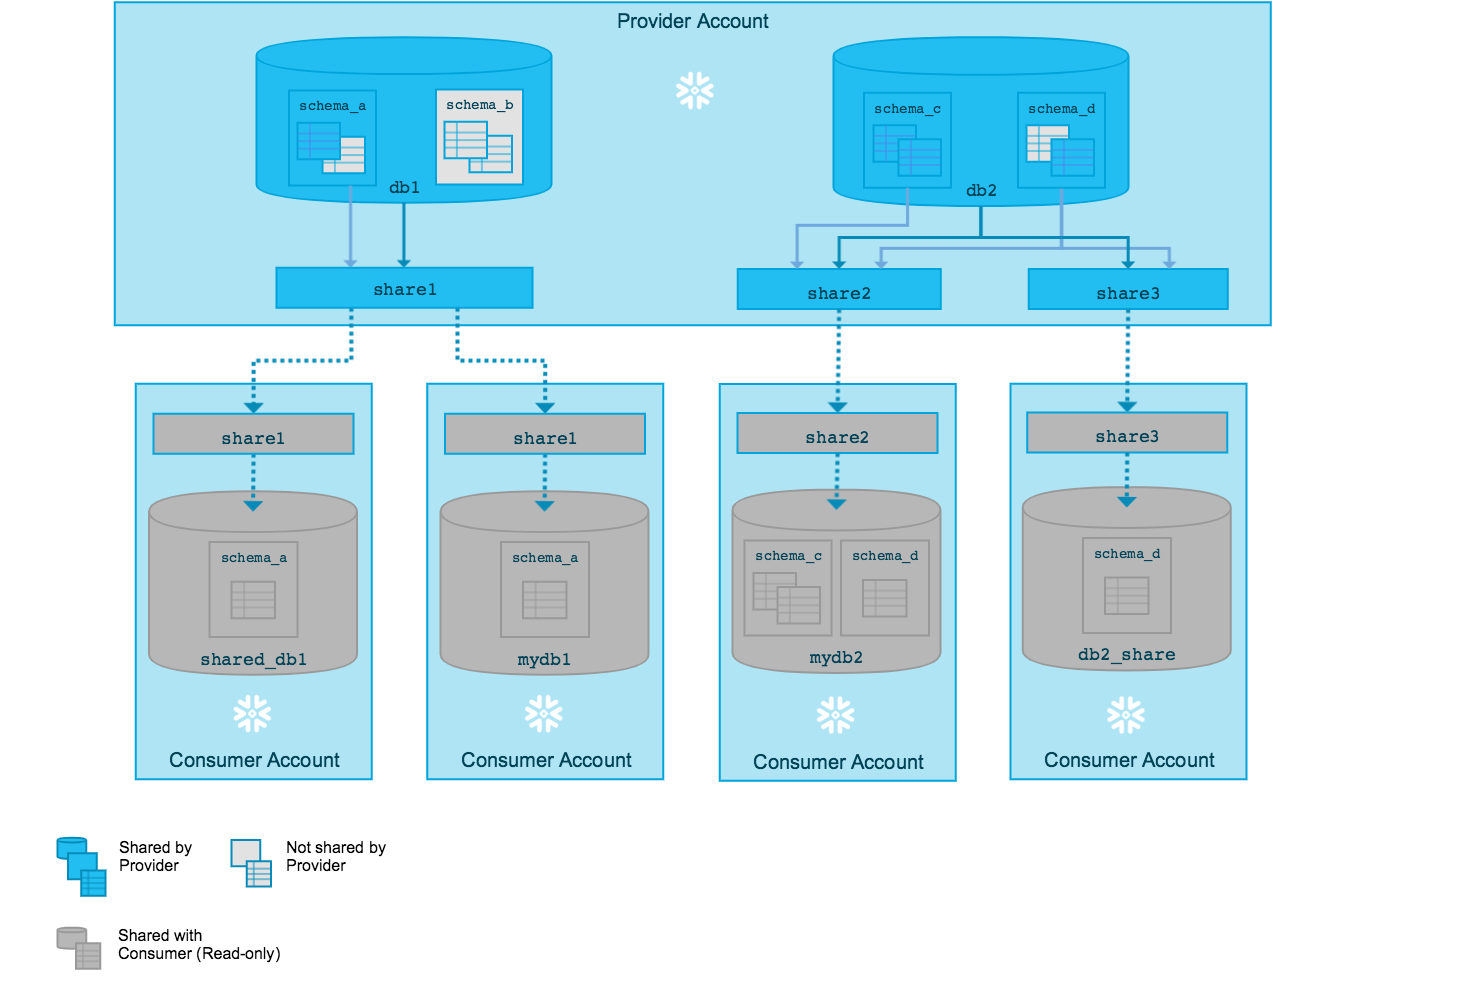 Provider Account
schema_a
schema_b
db1
schema_c
schema_d
db2
share1
share2
share3
share1
schema_a
shared_db1
Consumer Account
share1
schema_a
mydb1
Consumer Account
share2
schema_c
schema_d
mydb2
Consumer Account
share3
schema_d
db2_share
Consumer Account
Shared by
Provider
Not shared by
Provider
Shared with
Consumer (Read-only)